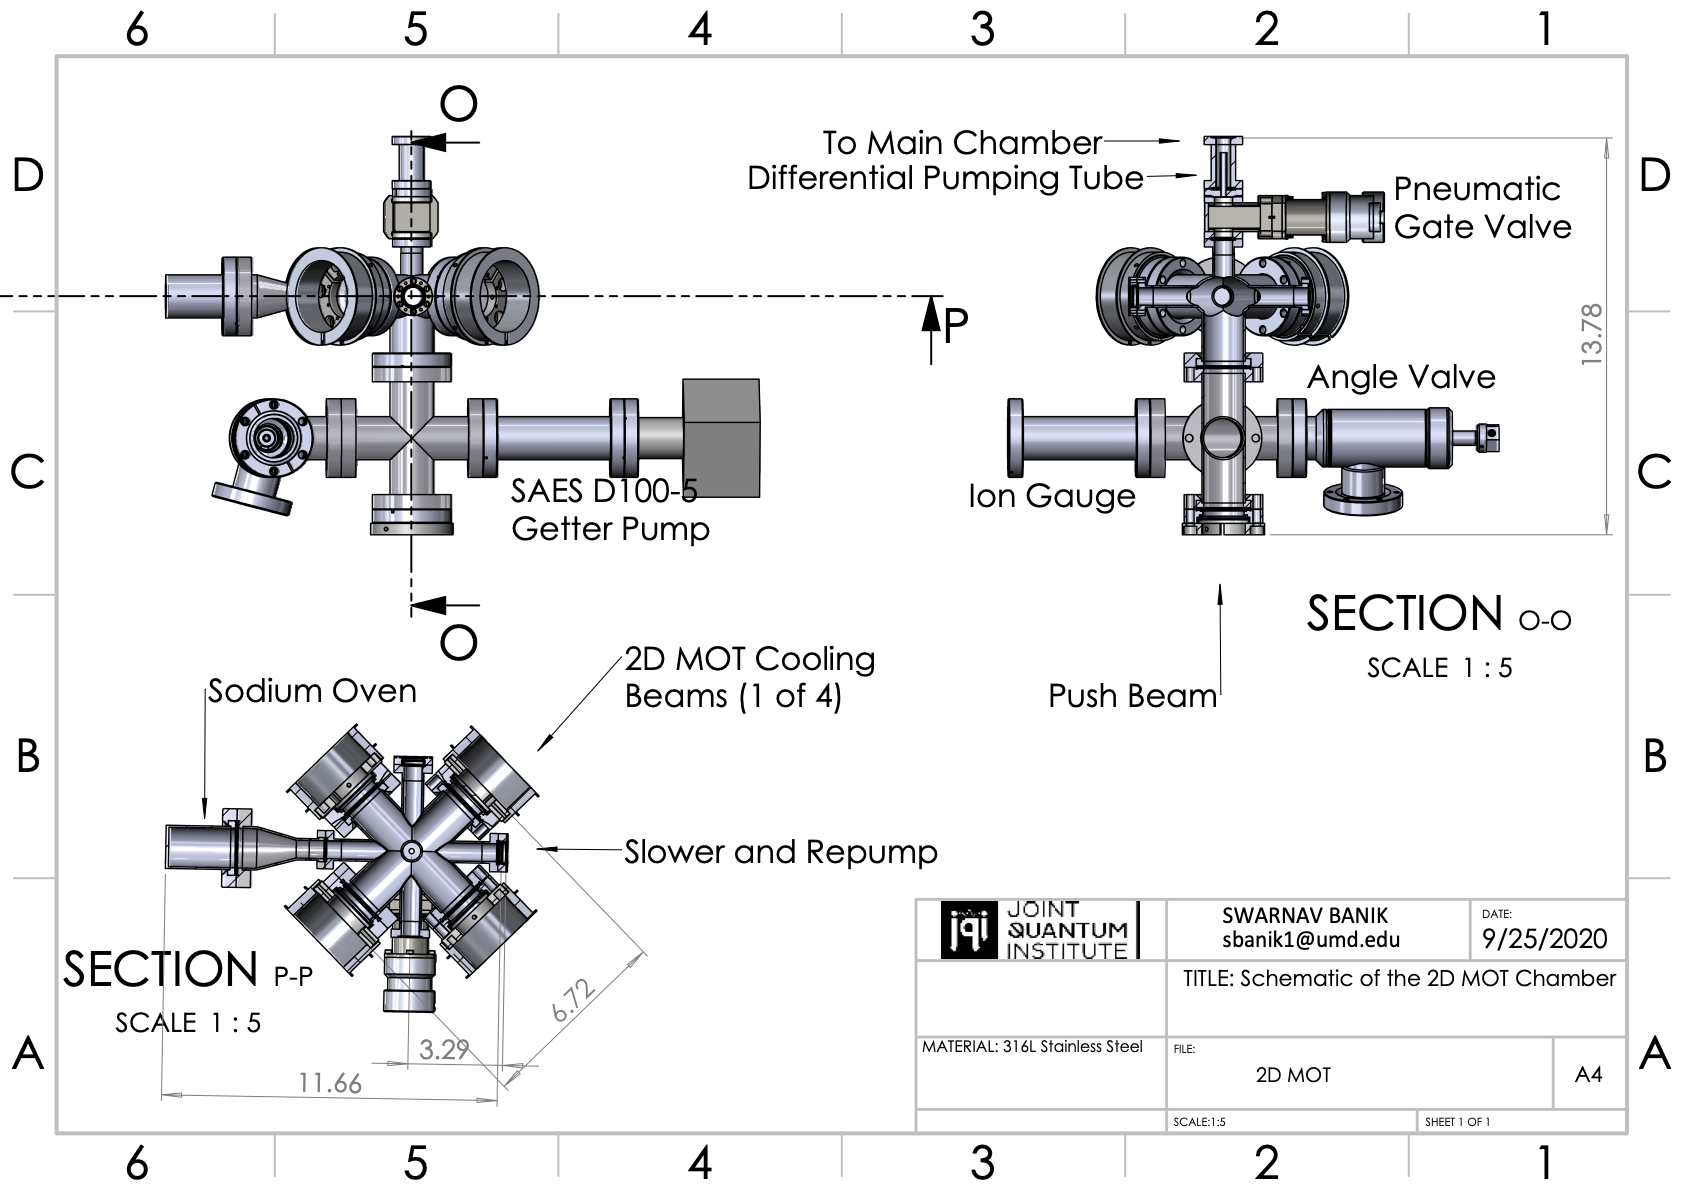 6 5 4 3 2 1
D
C
B
A
D
C
B
A
O
P
O
SAES D100-5
Getter Pump
To Main Chamber
Differential Pumping Tube
Pneumatic
Gate Valve
13.78
Angle Valve
Ion Gauge
Push Beam
SECTION O-O
SCALE 1 : 5
2D MOT Cooling
Beams (1 of 4)
Sodium Oven
Slower and Repump
SECTION P-P
SCALE 1 : 5
6.72
3.29
11.66
jqi
JOINT
QUANTUM
INSTITUTE
SWARNAV BANIK
sbanik1@umd.edu
DATE:
9/25/2020
TITLE: Schematic of the 2D MOT Chamber
MATERIAL: 316L Stainless Steel
FILE:
2D MOT
A4
SCALE:1:5
SHEET 1 OF 1
6 5 4 3 2 1